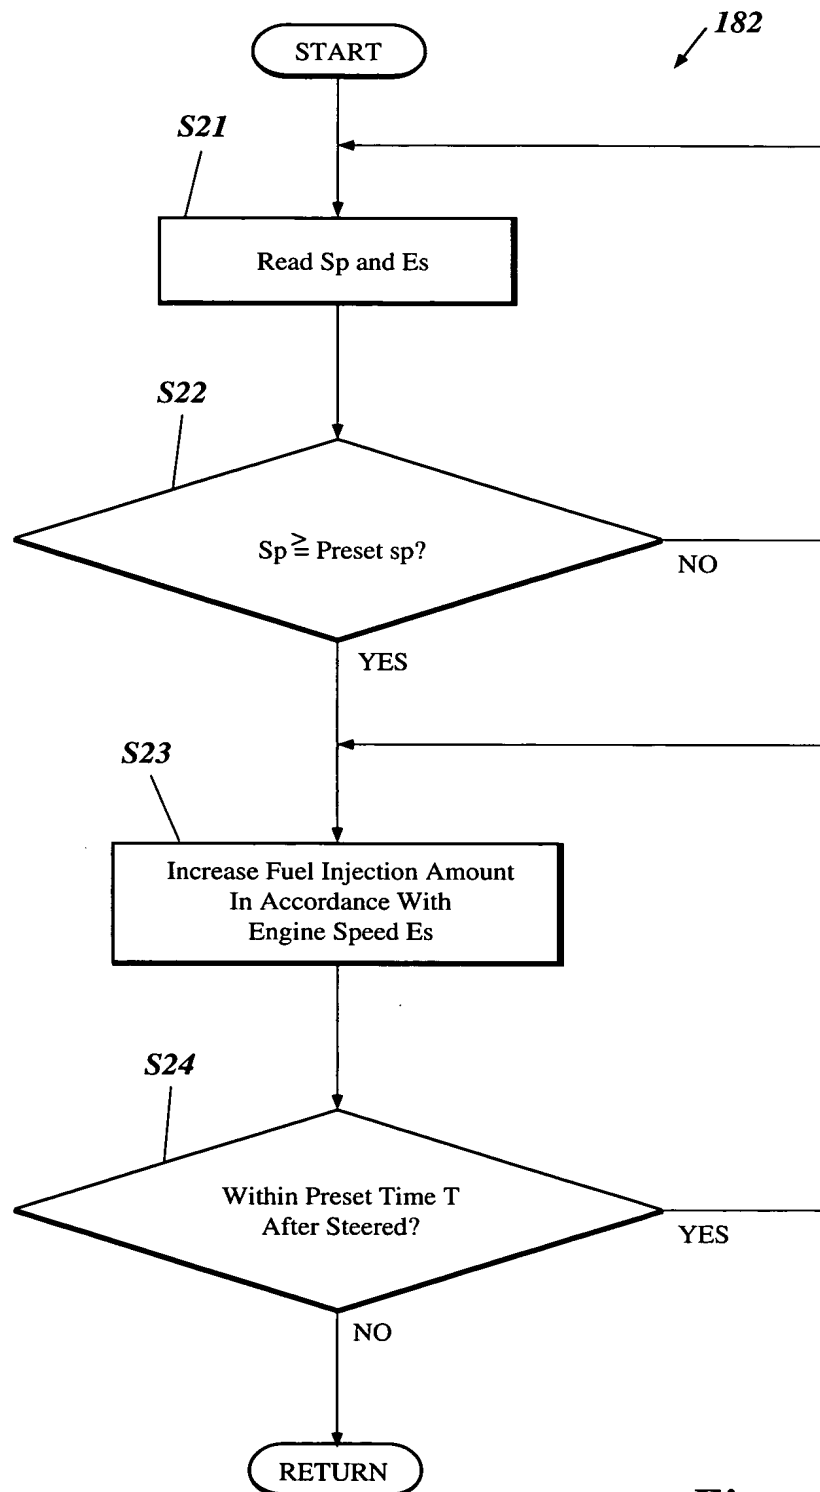 182
START
S21
Read Sp and Es
S22
Sp ≧ Preset sp?
NO
YES
S23
Increase Fuel Injection Amount
In Accordance With
Engine Speed Es
S24
Within Preset Time T
After Steered?
YES
NO
RETURN